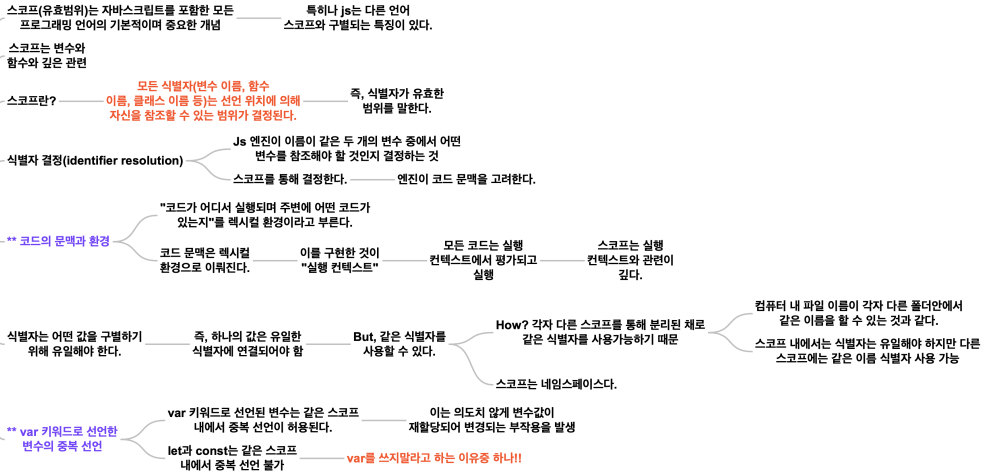 스코프(유효범위)는 자바스크립트를 포함한 모든
프로그래밍 언어의 기본적이며 중요한 개념
특히나 js는 다른 언어
스코프와 구별되는 특징이 있다.
스코프는 변수와
함수와 깊은 관련
스코프란?
모든 식별자(변수 이름, 함수
이름, 클래스 이름 등)는 선언 위치에 의해
자신을 참조할 수 있는 범위가 결정된다.
즉, 식별자가 유효한
범위를 말한다.
식별자 결정(identifier resolution)
Js 엔진이 이름이 같은 두 개의 변수 중에서 어떤
변수를 참조해야 할 것인지 결정하는 것
스코프를 통해 결정한다.
엔진이 코드 문맥을 고려한다.
** 코드의 문맥과 환경
"코드가 어디서 실행되며 주변에 어떤 코드가
있는지"를 렉시컬 환경이라고 부른다.
코드 문맥은 렉시컬
환경으로 이뤄진다.
이를 구현한 것이
"실행 컨텍스트"
모든 코드는 실행
컨텍스트에서 평가되고
실행
스코프는 실행
컨텍스트와 관련이
깊다.
식별자는 어떤 값을 구별하기
위해 유일해야 한다.
즉, 하나의 값은 유일한
식별자에 연결되어야 함
But, 같은 식별자를
사용할 수 있다.
How? 각자 다른 스코프를 통해 분리된 채로
같은 식별자를 사용가능하기 때문
컴퓨터 내 파일 이름이 각자 다른 폴더안에서
같은 이름을 할 수 있는 것과 같다.
스코프 내에서는 식별자는 유일해야 하지만 다른
스코프에는 같은 이름 식별자 사용 가능
스코프는 네임스페이스다.
** var 키워드로 선언한
변수의 중복 선언
var 키워드로 선언된 변수는 같은 스코프
내에서 중복 선언이 허용된다.
이는 의도치 않게 변수값이
재할당되어 변경되는 부작용을 발생
let과 const는 같은 스코프
내에서 중복 선언 불가
var를 쓰지말라고 하는 이유중 하나!!